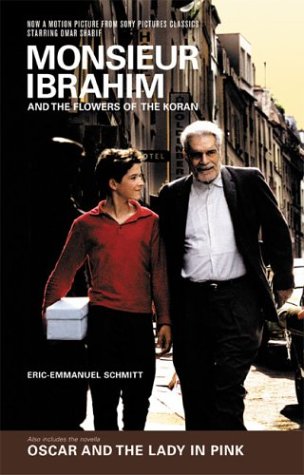 NOW A MOTION PICTURE FROM SONY PICTURES CLASSICS
STARRING OMAR SHARIF
MONSIEUR
IBRAHIM
AND THE FLOWERS OF THE KORAN
HOTEL
ERIC-EMMANUEL SCHMITT
Also includes the novella
OSCAR AND THE LADY IN PINK